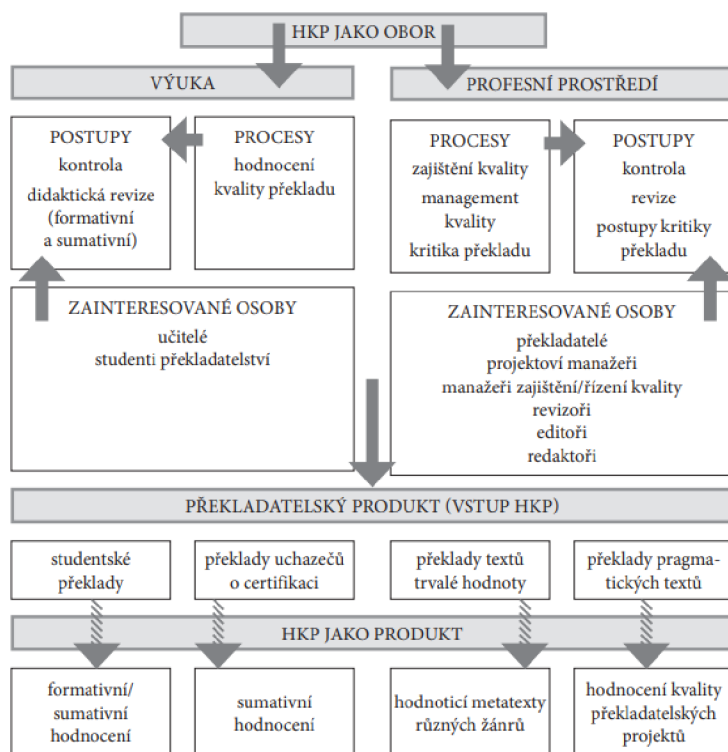 HKP JAKO OBOR
VÝUKA
PROFESNÍ PROSTŘEDÍ
POSTUPY
kontrola
didaktická revize
(formativní
a sumativní)
PROCESY
hodnocení
kvality překladu
PROCESY
zajištění kvality
management
kvality
kritika překladu
POSTUPY
kontrola
revize
postupy kritiky
překladu
ZAINTERESOVANÉ OSOBY
učitelé
studenti překladatelství
ZAINTERESOVANÉ OSOBY
překladatelé
projektoví manažeři
manažeři zajištění/řízení kvality
revizoři
editoři
redaktoři
PŘEKLADATELSKÝ PRODUKT (VSTUP HKP)
studentské
překlady
překlady uchazečů
o certifikaci
překlady textů
trvalé hodnoty
překlady pragma-
tických textů
HKP JAKO PRODUKT
formativní/
sumativní
hodnocení
sumativní
hodnocení
hodnoticí metatexty
různých žánrů
hodnocení kvality
překladatelských
projektů